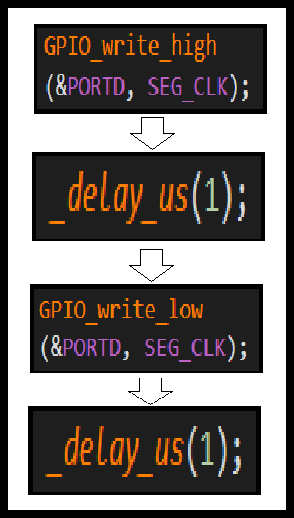 GPIO_write_high
(&PORTD, SEG_CLK);
_delay_us(1);
GPIO_write_low
(&PORTD, SEG_CLK);
_delay_us(1);